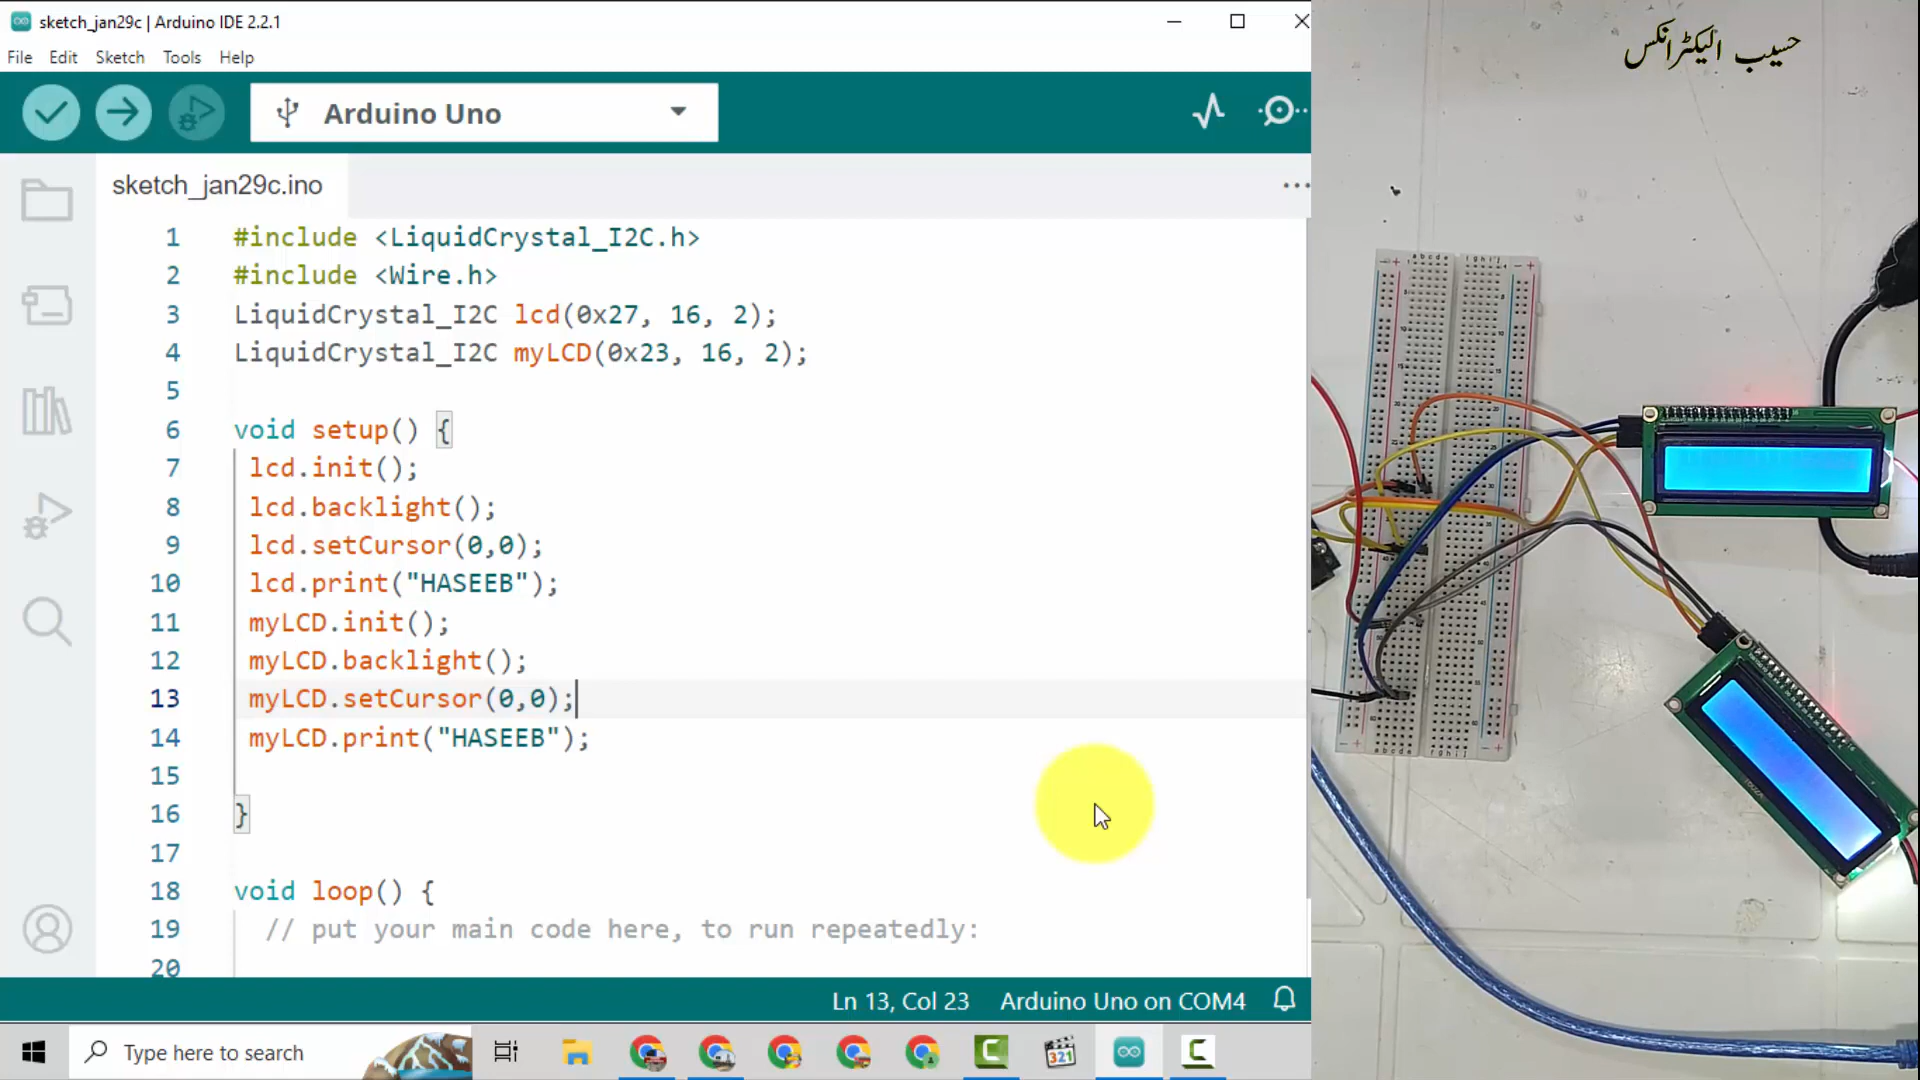 sketch_jan29c | Arduino IDE 2.2.1
File Edit Sketch Tools Help
Arduino Uno
sketch_jan29c.ino
1 #include <LiquidCrystal_I2C.h>
2 #include <Wire.h>
3 LiquidCrystal_I2C lcd(0x27, 16, 2);
4 LiquidCrystal_I2C myLCD(0x23, 16, 2);
5
6 void setup() {
7 lcd.init();
8 lcd.backlight();
9 lcd.setCursor(0,0);
10 lcd.print("HASEEB");
11 myLCD.init();
12 myLCD.backlight();
13 myLCD.setCursor(0,0);
14 myLCD.print("HASEEB");
15
16 }
17
18 void loop() {
19 // put your main code here, to run repeatedly:
20
Ln 13, Col 23 Arduino Uno on COM4
Type here to search
321
حسیب الیکٹرانکس